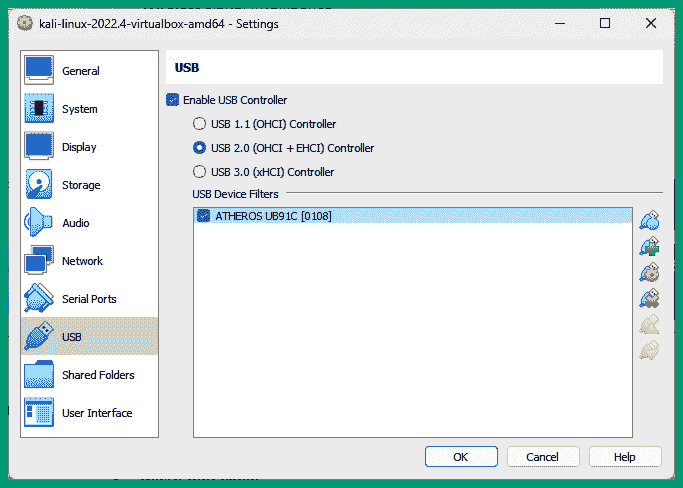 kali-linux-2022.4-virtualbox-amd64 - Settings
General
System
Display
Storage
Audio
Network
Serial Ports
USB
Shared Folders
User Interface
USB
Enable USB Controller
USB 1.1 (OHCI) Controller
USB 2.0 (OHCI + EHCI) Controller
USB 3.0 (xHCI) Controller
USB Device Filters
ATHEROS UB91C [0108]
OK
Cancel
Help